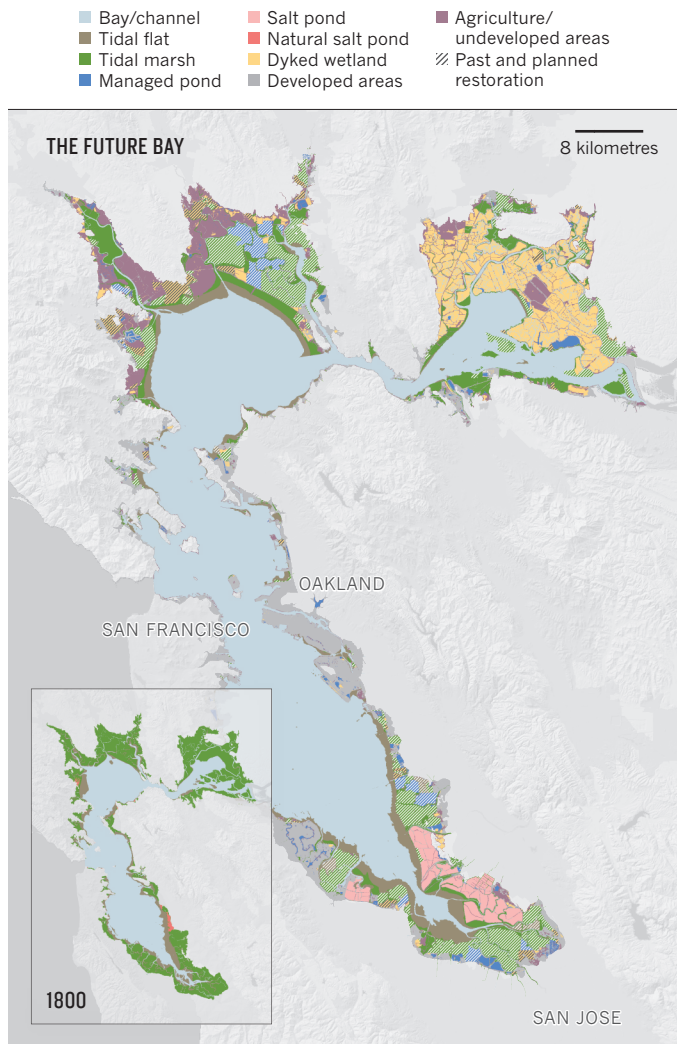 Bay/channel
Tidal flat
Tidal marsh
Managed pond
Salt pond
Natural salt pond
Dyked wetland
Developed areas
Agriculture/
undeveloped areas
Past and planned
restoration
THE FUTURE BAY
8 kilometres
OAKLAND
SAN FRANCISCO
1800
SAN JOSE